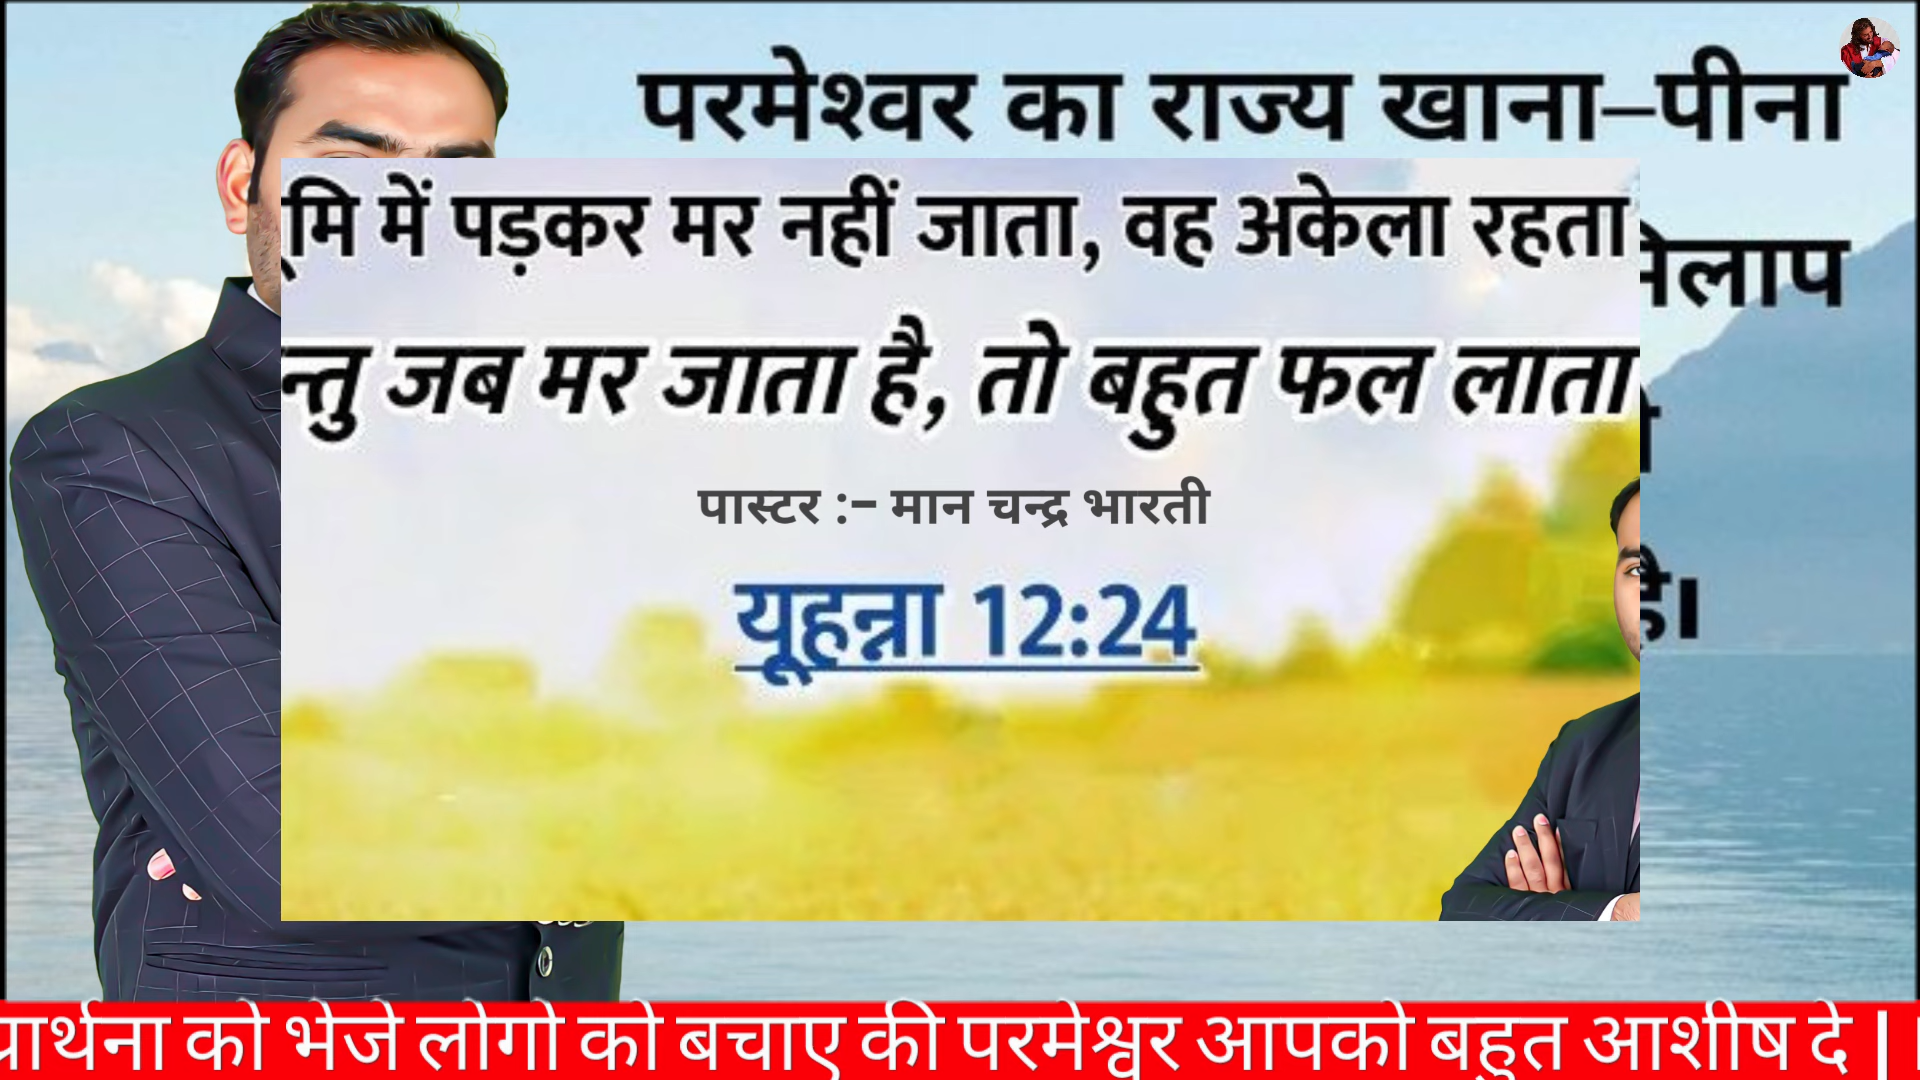 परमेश्वर का राज्य खाना–पीना
में पड़कर मर नहीं जाता, वह अकेला रहता
जब मर जाता है, तो बहुत फल लाता
पास्टर :- मान चन्द्र भारती
यूहन्ना 12:24
है।
प्रार्थना को भेजे लोगो को बचाए की परमेश्वर आपको बहुत आशीष दे |